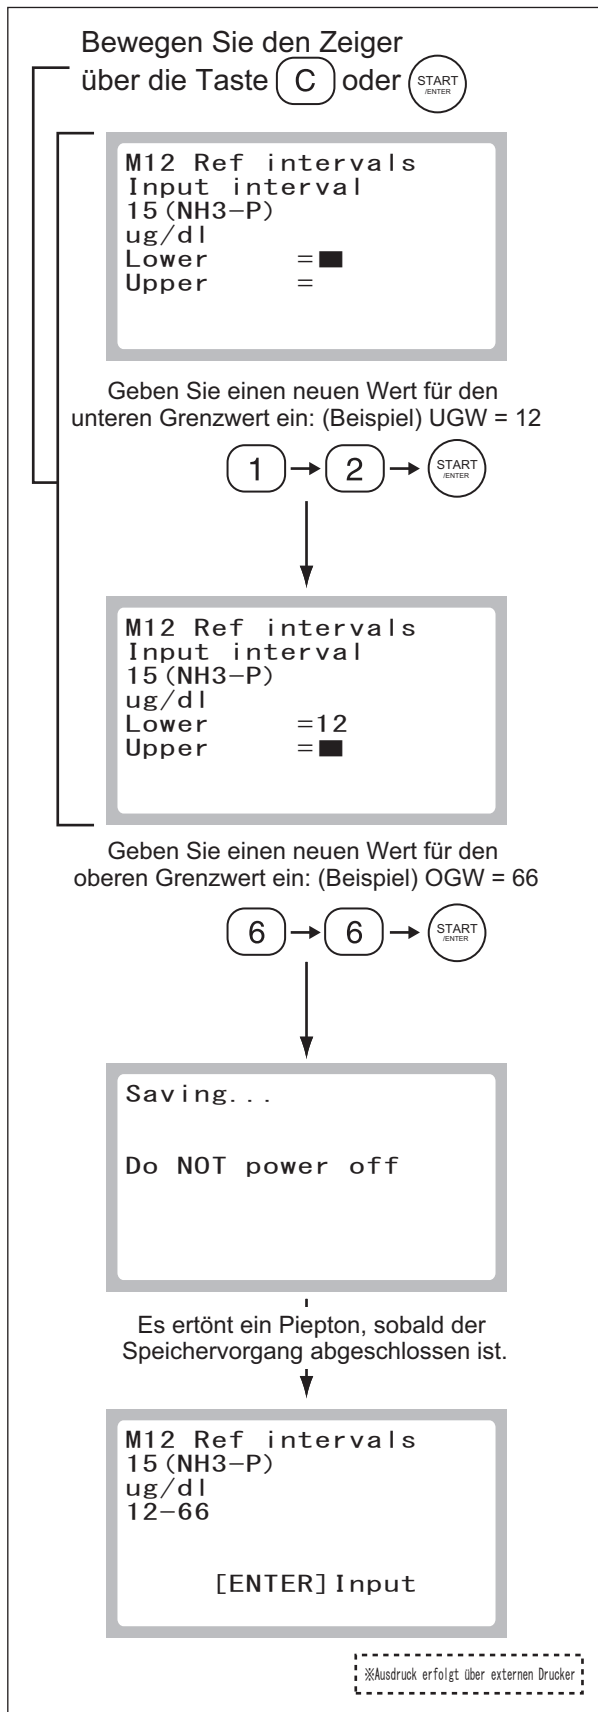 Bewegen Sie den Zeiger
über die Taste C oder START /ENTER
M12 Ref intervals
Input interval
15(NH3-P)
ug/dl
Lower =
Upper =
Geben Sie einen neuen Wert für den
unteren Grenzwert ein: (Beispiel) UGW = 12
1 → 2 → START /ENTER
M12 Ref intervals
Input interval
15(NH3-P)
ug/dl
Lower =12
Upper =
Geben Sie einen neuen Wert für den
oberen Grenzwert ein: (Beispiel) OGW = 66
6 → 6 → START /ENTER
Saving...
Do NOT power off
Es ertönt ein Piepton, sobald der
Speichervorgang abgeschlossen ist.
M12 Ref intervals
15(NH3-P)
ug/dl
12-66
[ENTER]Input
※Ausdruck erfolgt über externen Drucker